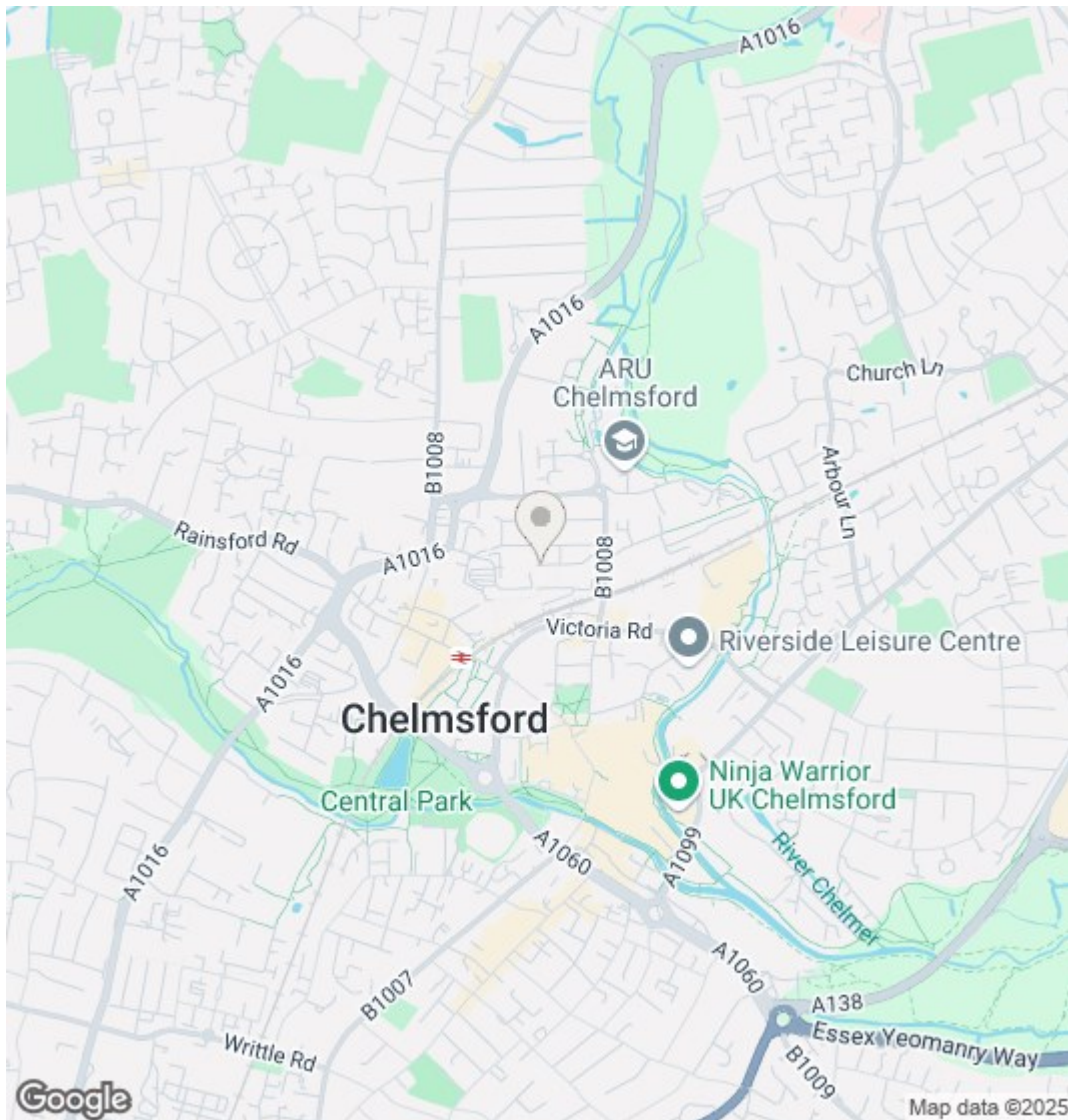 A1016
A1016
ARU
Chelmsford
Church Ln
B1008
Arbour Ln
Rainsford Rd
A1016
B1008
Victoria Rd
Riverside Leisure Centre
A1016
Chelmsford
Ninja Warrior
UK Chelmsford
Central Park
A1060
A1099
A1016
River Chelmer
A1060
B1007
A138
Essex Yeomanry Way
Writtle Rd
B1009
Google
Map data ©2025